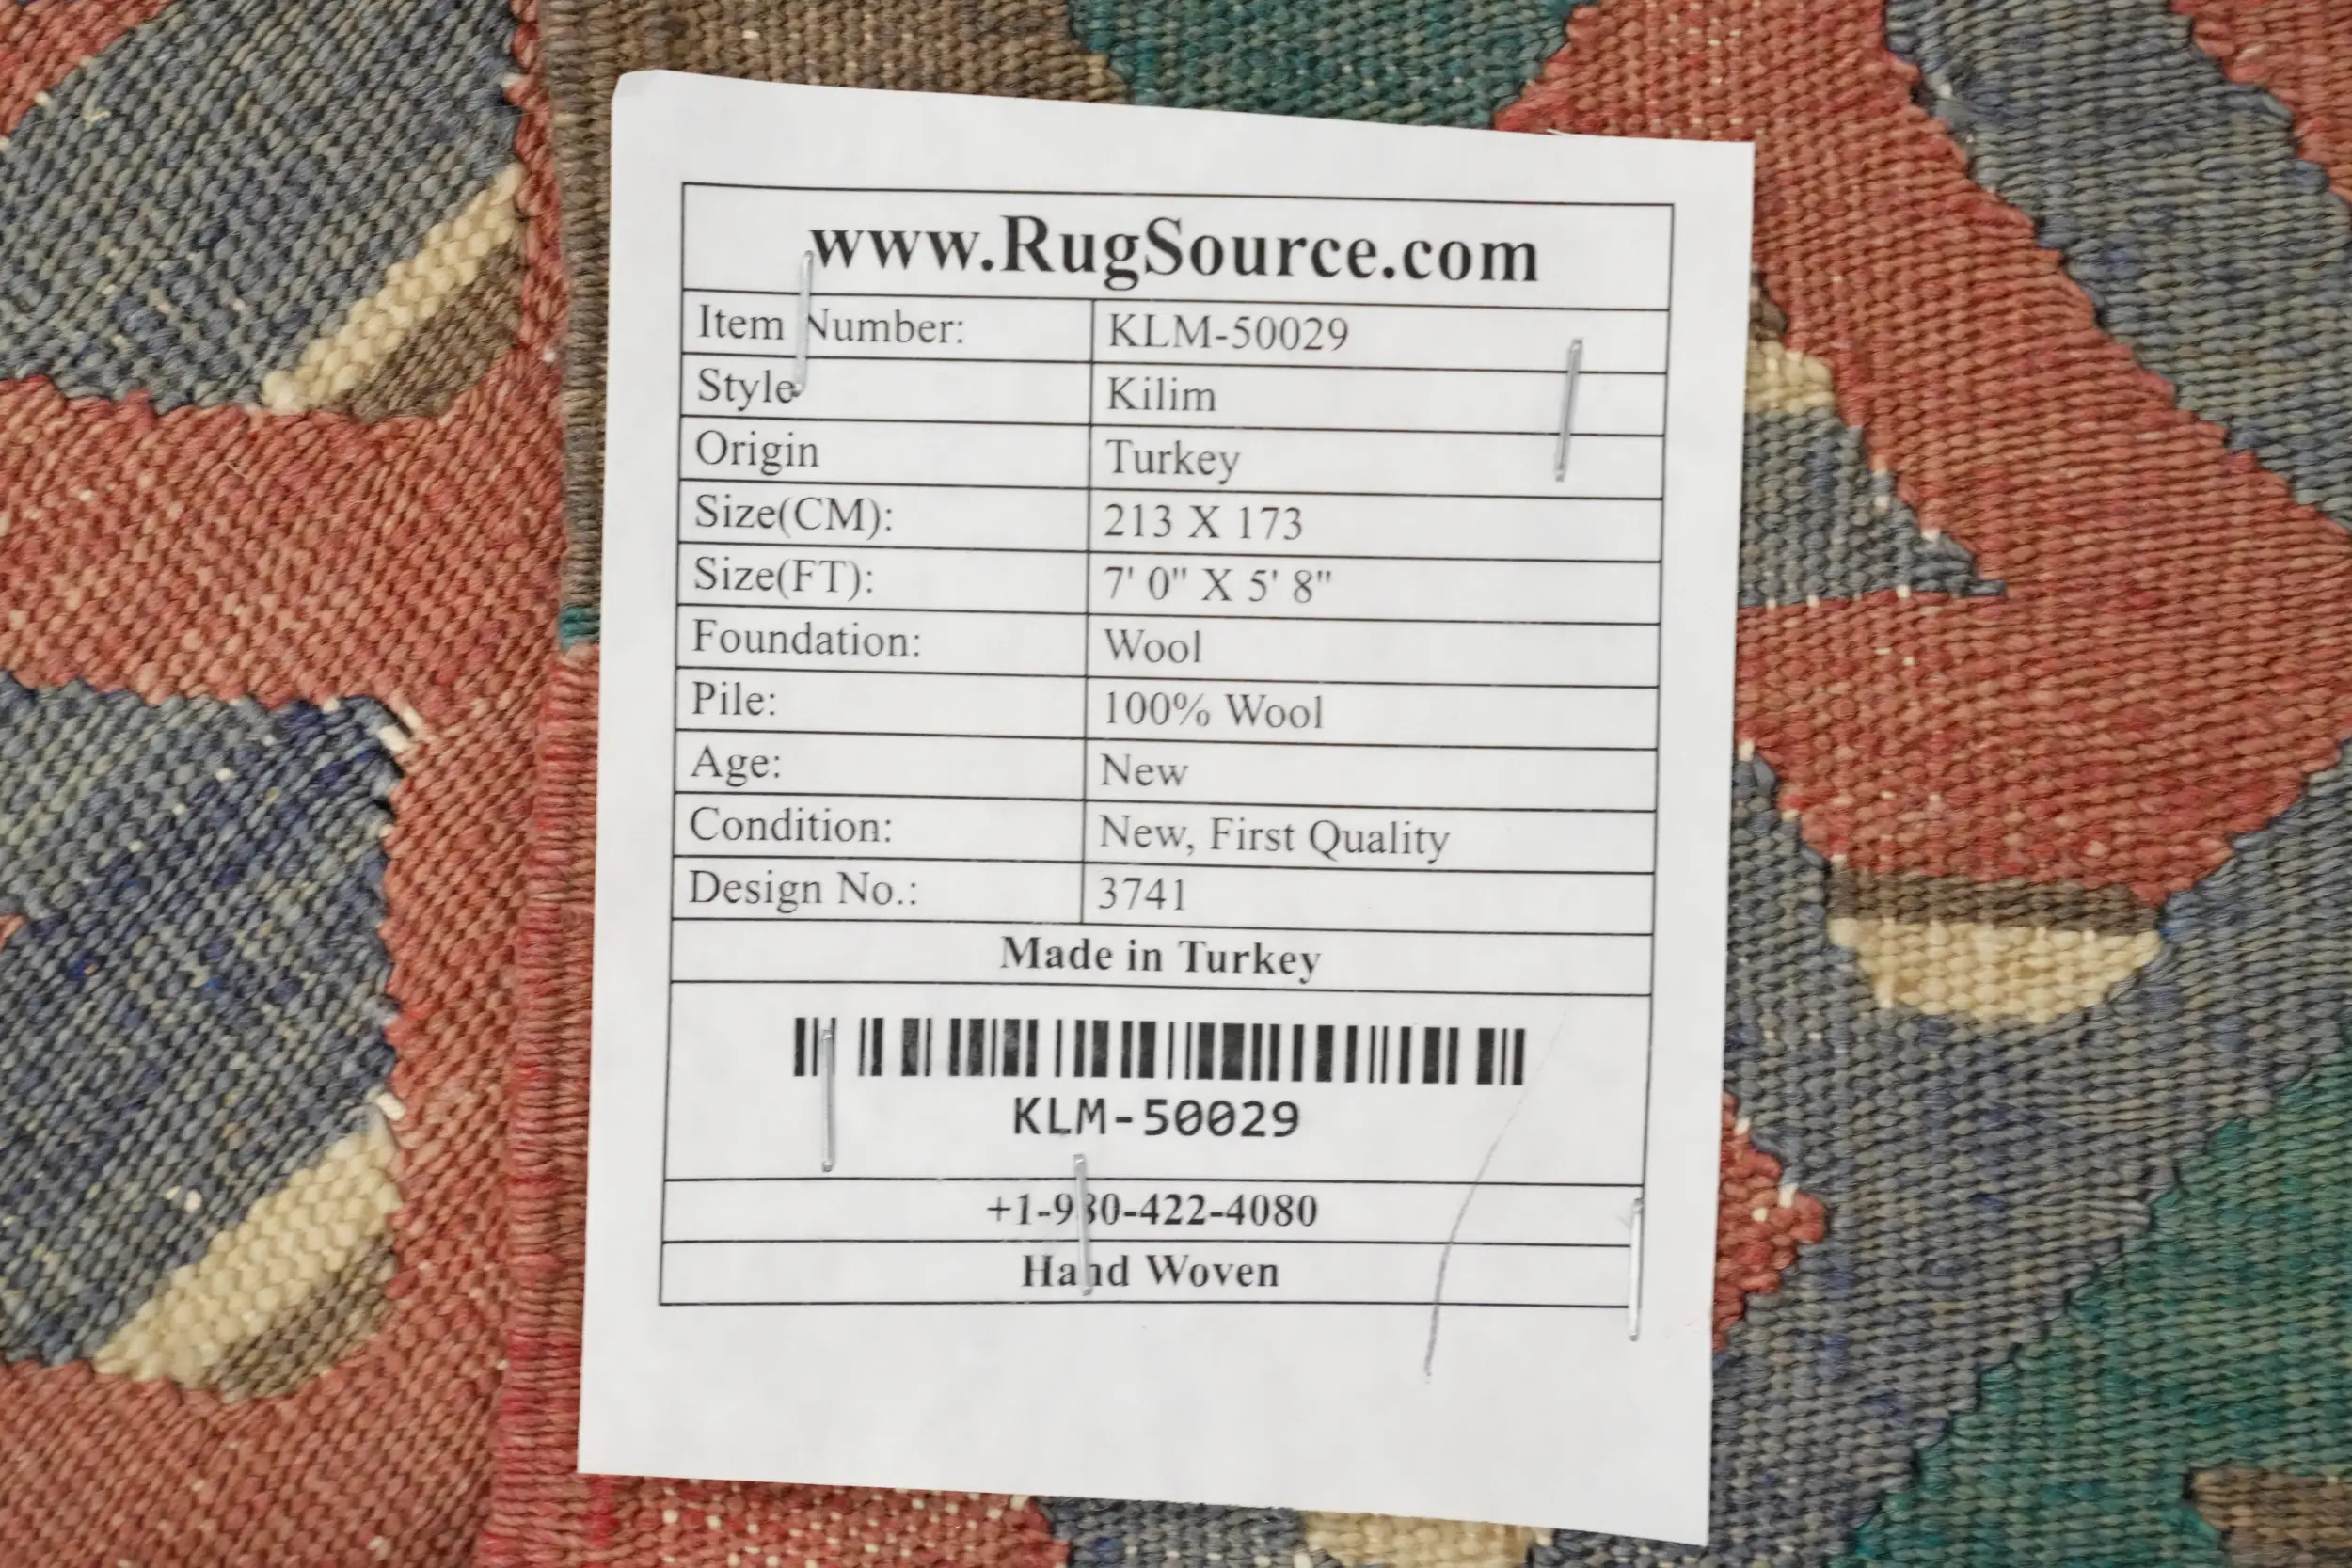 www.RugSource.com
Item Number: KLM-50029
Style Kilim
Origin Turkey
Size(CM): 213 X 173
Size(FT): 7' 0" X 5' 8"
Foundation: Wool
Pile: 100% Wool
Age: New
Condition: New, First Quality
Design No.: 3741
Made in Turkey
KLM-50029
+1-980-422-4080
Hand Woven